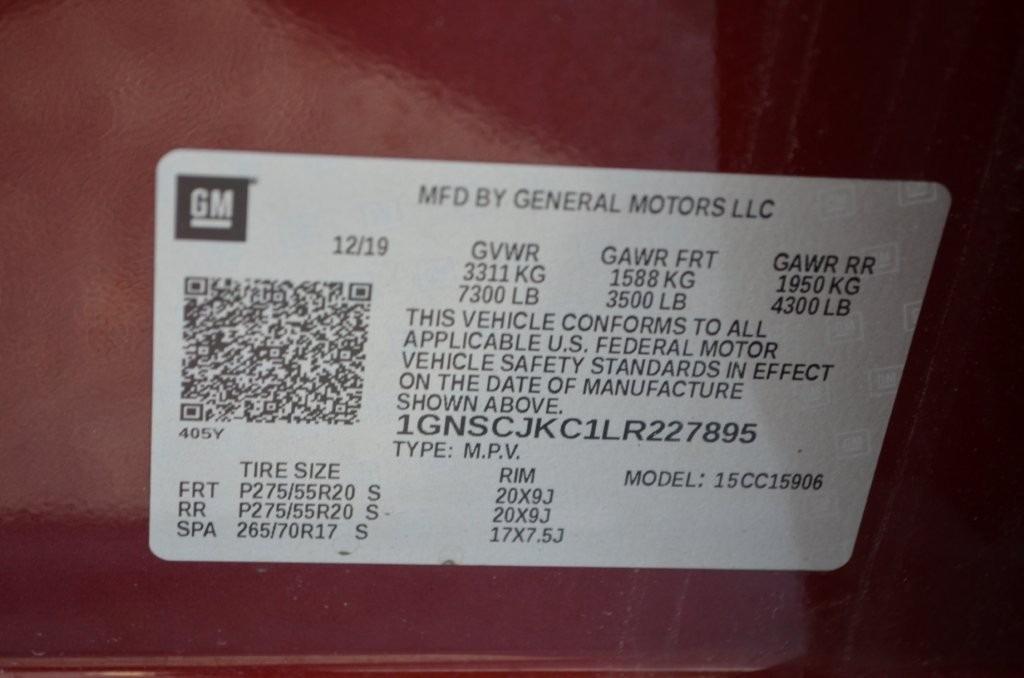 GM
MFD BY GENERAL MOTORS LLC
12/19
GVWR
3311 KG
7300 LB
GAWR FRT
1588 KG
3500 LB
GAWR RR
1950 KG
4300 LB
THIS VEHICLE CONFORMS TO ALL
APPLICABLE U.S. FEDERAL MOTOR
VEHICLE SAFETY STANDARDS IN EFFECT
ON THE DATE OF MANUFACTURE
SHOWN ABOVE.
405Y
1GNSCJKC1LR227895
TYPE: M.P.V.
MODEL: 15CC15906
TIRE SIZE RIM
FRT P275/55R20 S 20X9J
RR P275/55R20 S 20X9J
SPA 265/70R17 S 17X7.5J